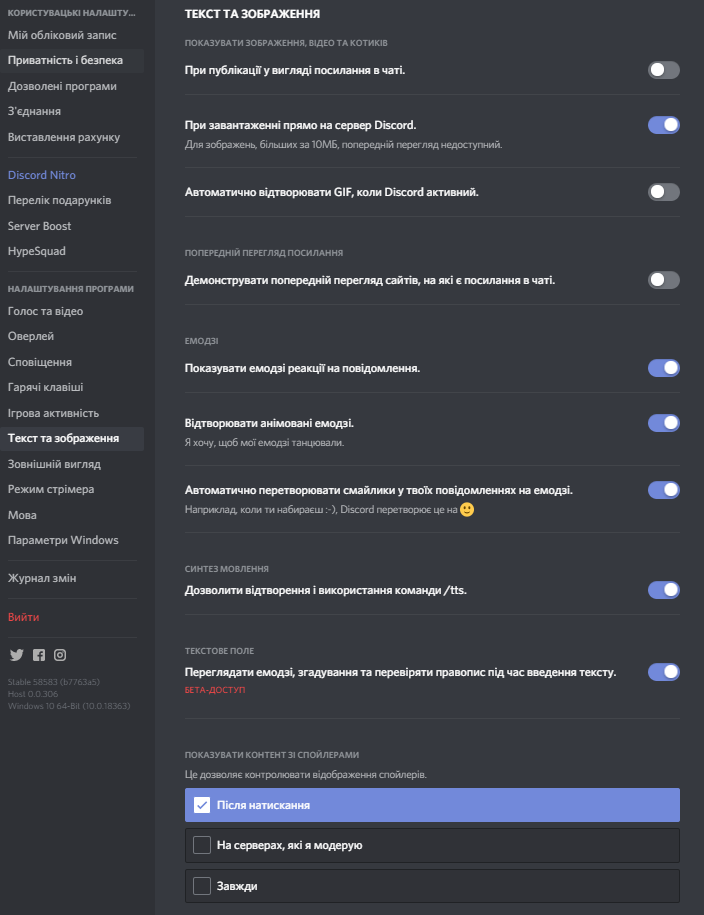 КОРИСТУВАЦЬКІ НАЛАШТУ...
Мій обліковий запис
Приватність і безпека
Дозволені програми
З'єднання
Виставлення рахунку
Discord Nitro
Перелік подарунків
Server Boost
HypeSquad
НАЛАШТУВАННЯ ПРОГРАМИ
Голос та відео
Оверлей
Сповіщення
Гарячі клавіші
Ігрова активність
Текст та зображення
Зовнішній вигляд
Режим стрімера
Мова
Параметри Windows
Журнал змін
Вийти
Stable 58583 (b7763a5)
Host 0.0.306
Windows 10 64-Bit (10.0.18363)
ТЕКСТ ТА ЗОБРАЖЕННЯ
ПОКАЗУВАТИ ЗОБРАЖЕННЯ, ВІДЕО ТА КОТИКІВ
При публікації у вигляді посилання в чаті.
При завантаженні прямо на сервер Discord.
Для зображень, більших за 10МБ, попередній перегляд недоступний.
Автоматично відтворювати GIF, коли Discord активний.
ПОПЕРЕДНІЙ ПЕРЕГЛЯД ПОСИЛАННЯ
Демонструвати попередній перегляд сайтів, на які є посилання в чаті.
ЕМОДЗІ
Показувати емодзі реакції на повідомлення.
Відтворювати анімовані емодзі.
Я хочу, щоб мої емодзі танцювали.
Автоматично перетворювати смайлики у твоїх повідомленнях на емодзі.
Наприклад, коли ти набираєш :-), Discord перетворює це на 🙂
СИНТЕЗ МОВЛЕННЯ
Дозволити відтворення і використання команди /tts.
ТЕКСТОВЕ ПОЛЕ
Переглядати емодзі, згадування та перевіряти правопис під час введення тексту.
БЕТА-ДОСТУП
ПОКАЗУВАТИ КОНТЕНТ ЗІ СПОЙЛЕРАМИ
Це дозволяє контролювати відображення спойлерів.
Після натискання
На серверах, які я модерую
Завжди